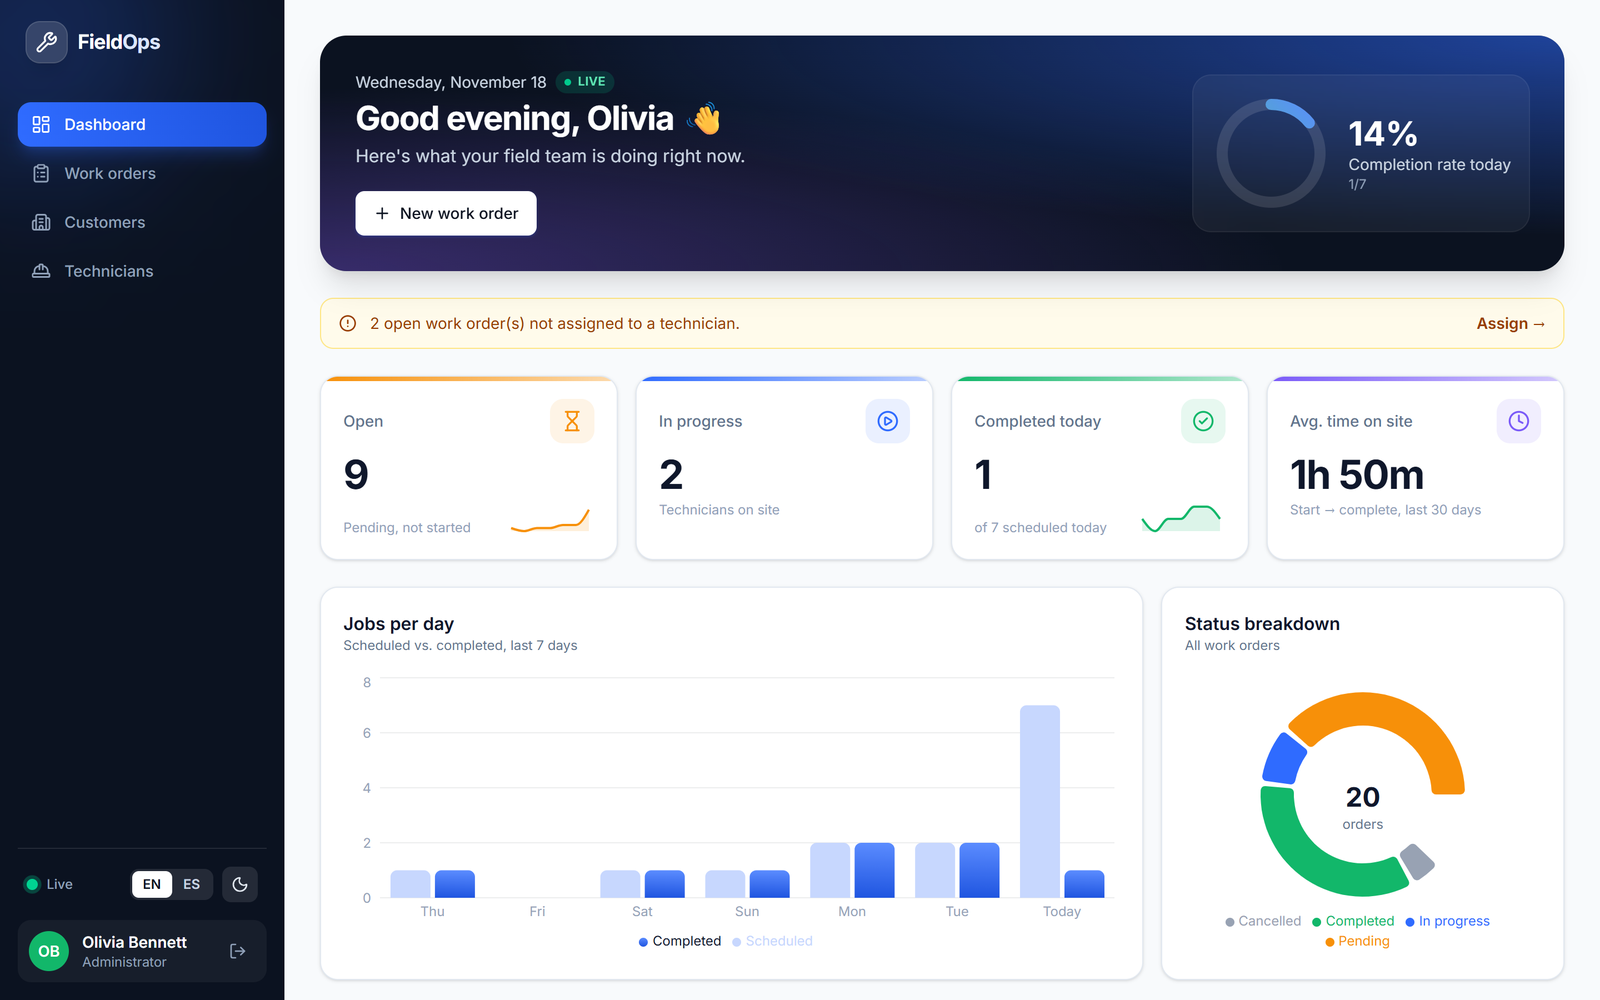 FieldOps
Dashboard
Work orders
Customers
Technicians
Live
EN
ES
OB
Olivia Bennett
Administrator
Wednesday, November 18
LIVE
Good evening, Olivia 👋
Here's what your field team is doing right now.
+ New work order
14%
Completion rate today
1/7
2 open work order(s) not assigned to a technician.
Assign →
Open
9
Pending, not started
In progress
2
Technicians on site
Completed today
1
of 7 scheduled today
Avg. time on site
1h 50m
Start → complete, last 30 days
Jobs per day
Scheduled vs. completed, last 7 days
8
6
4
2
0
Thu
Fri
Sat
Sun
Mon
Tue
Today
Completed
Scheduled
Status breakdown
All work orders
20
orders
Cancelled
Completed
In progress
Pending